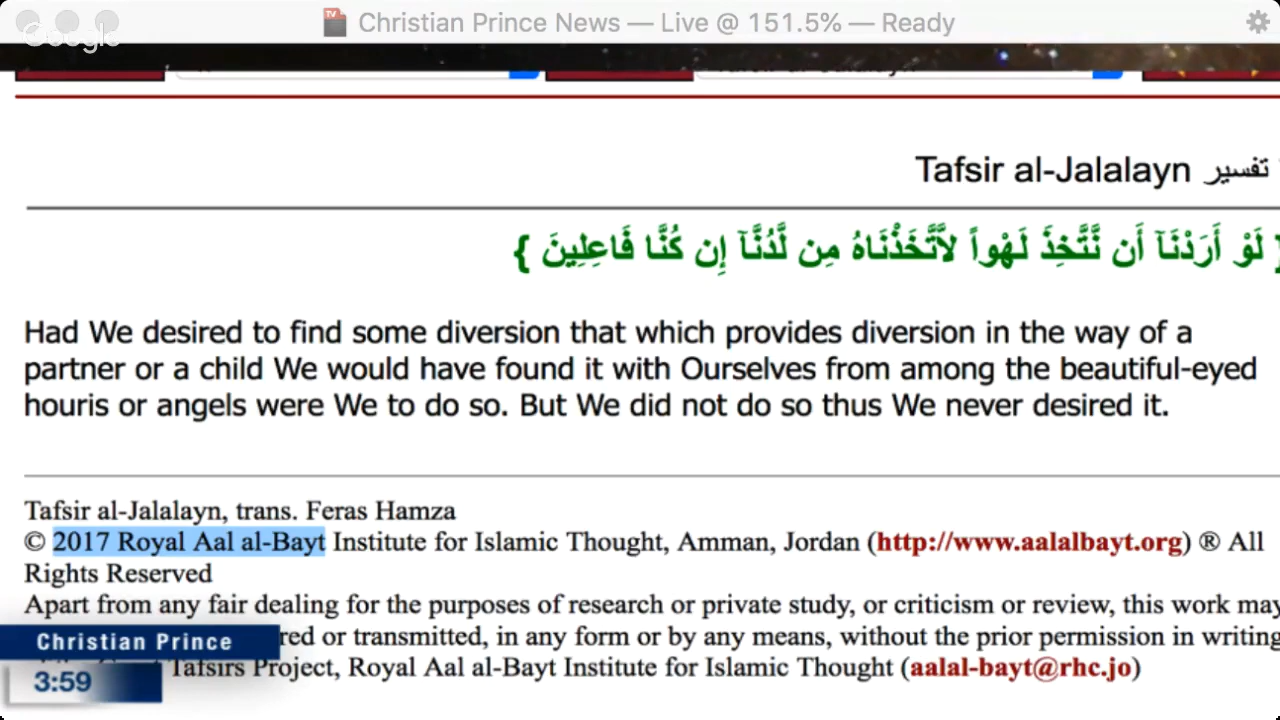 Christian Prince News — Live @ 151.5% — Ready
Google
Tafsir al-Jalalayn تفسير
لَوْ أَرَدْنَآ أَن نَّتَّخِذَ لَهْواً لاَّتَّخَذْنَاهُ مِن لَّدُنَّآ إِن كُنَّا فَاعِلِينَ }
Had We desired to find some diversion that which provides diversion in the way of a
partner or a child We would have found it with Ourselves from among the beautiful-eyed
houris or angels were We to do so. But We did not do so thus We never desired it.
Tafsir al-Jalalayn, trans. Feras Hamza
© 2017 Royal Aal al-Bayt Institute for Islamic Thought, Amman, Jordan (http://www.aalalbayt.org) ® All
Rights Reserved
Apart from any fair dealing for the purposes of research or private study, or criticism or review, this work may
Christian Prince
red or transmitted, in any form or by any means, without the prior permission in writing
Tafsirs Project, Royal Aal al-Bayt Institute for Islamic Thought (aalal-bayt@rhc.jo)
3:59